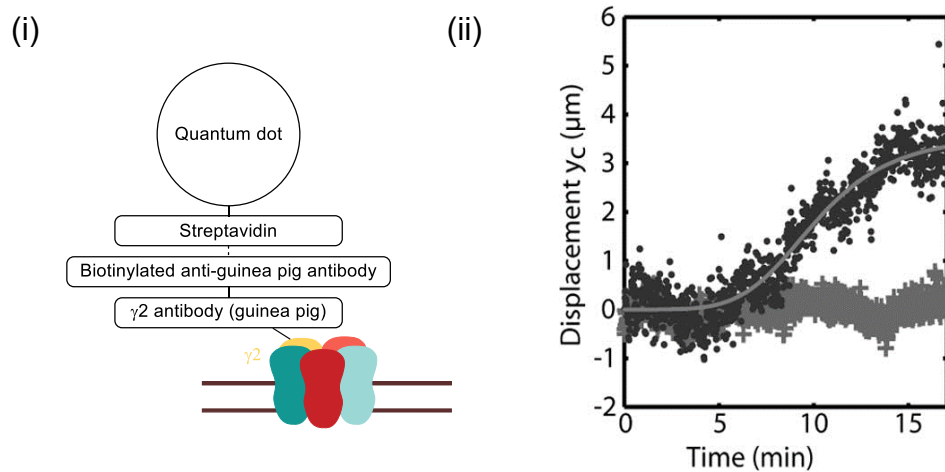 (i)
Quantum dot
Streptavidin
Biotinylated anti-guinea pig antibody
γ2 antibody (guinea pig)
γ2
(ii)
6
5
4
3
2
1
0
-1
-2
Displacement yc (μm)
0
5
10
15
Time (min)